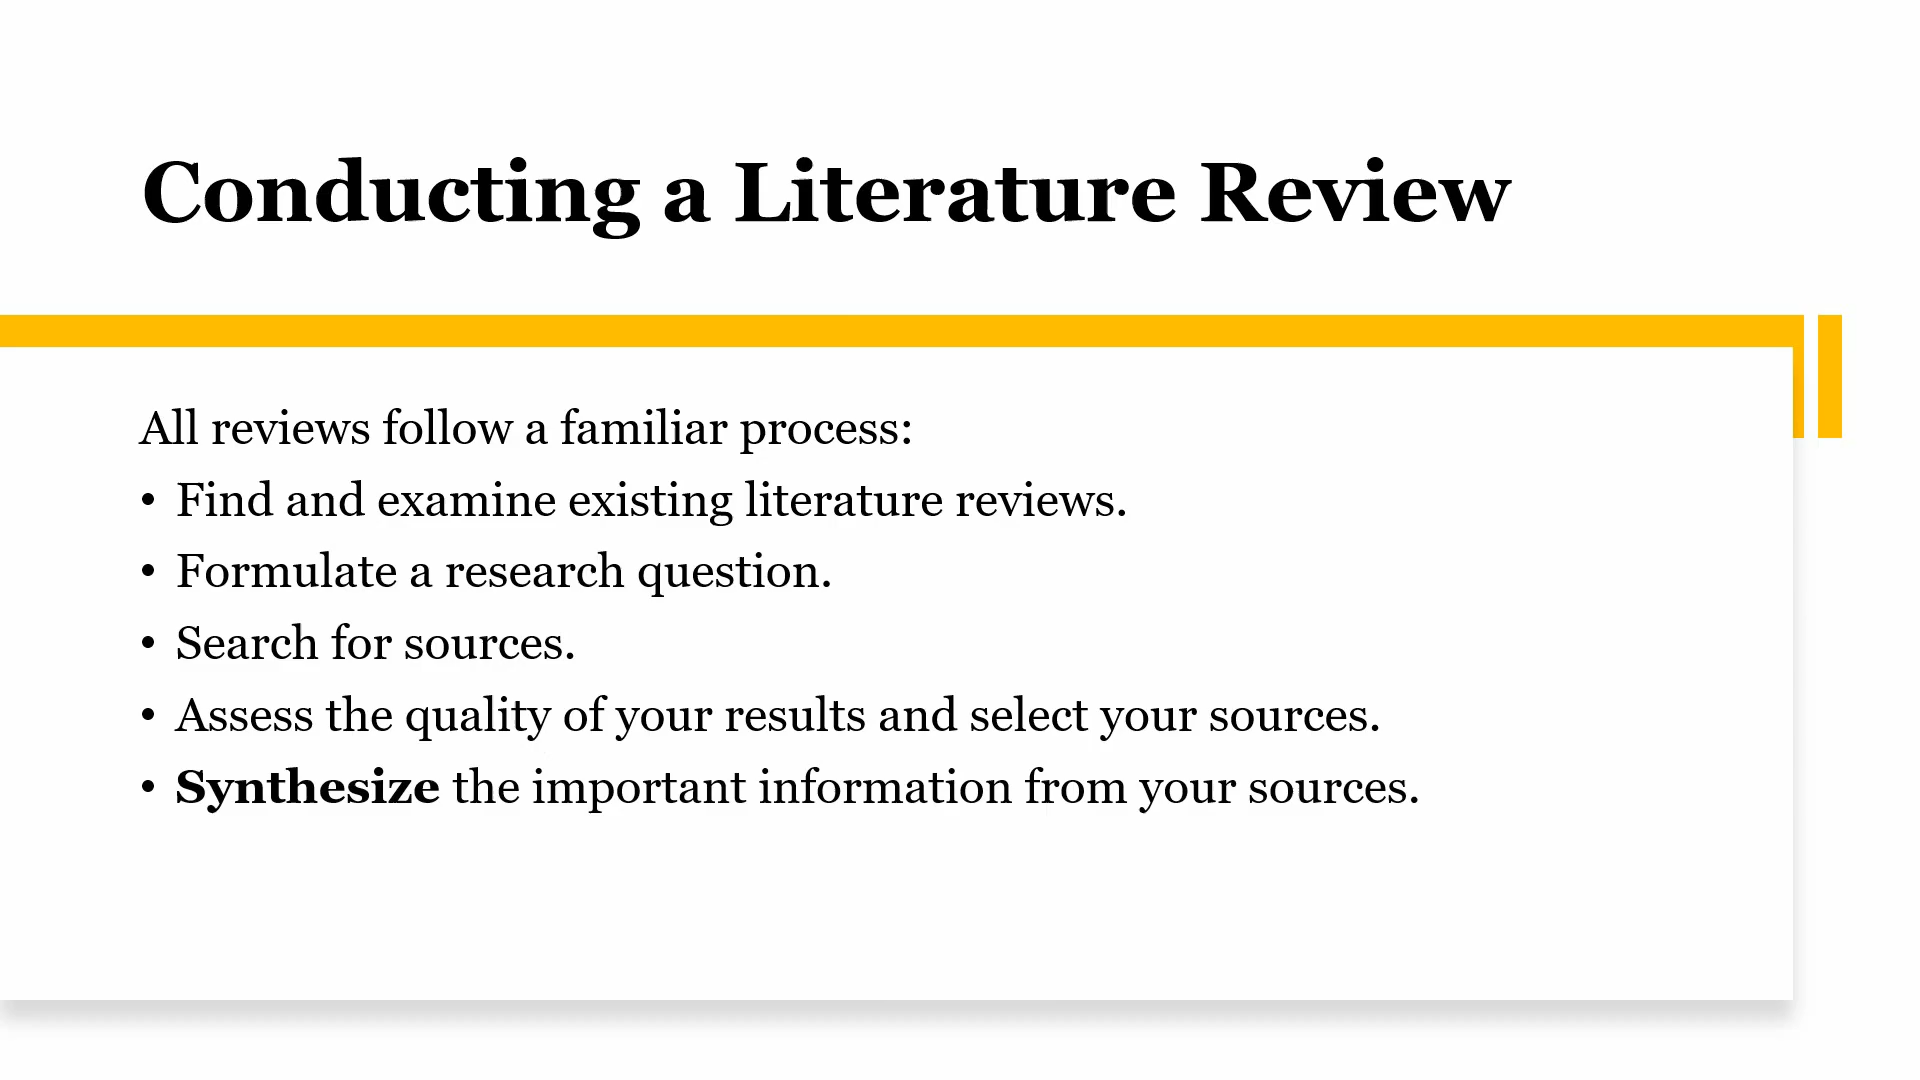 Conducting a Literature Review
All reviews follow a familiar process:
• Find and examine existing literature reviews.
• Formulate a research question.
• Search for sources.
• Assess the quality of your results and select your sources.
• Synthesize the important information from your sources.